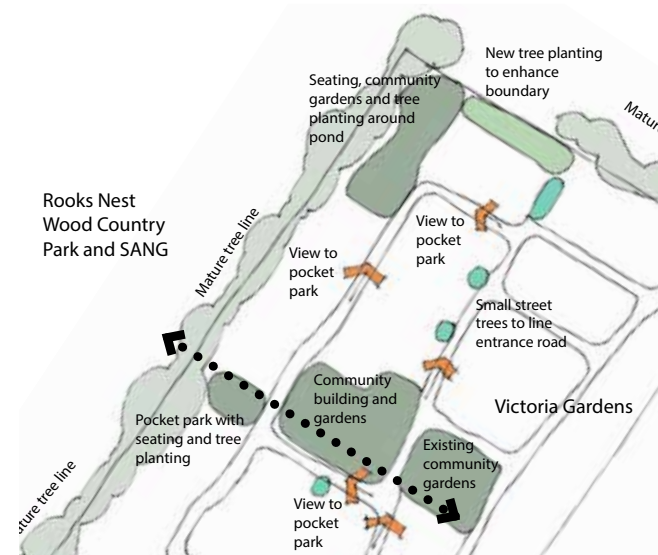 New tree planting
to enhance
boundary
Seating, community
gardens and tree
planting around
pond
Rooks Nest
Wood Country
Park and SANG
Mature tree line
View to
pocket
park
View to
pocket
park
Small street
trees to line
entrance road
Community
building and
gardens
Victoria Gardens
Pocket park with
seating and tree
planting
Existing
community
gardens
View to
pocket
park
tree line